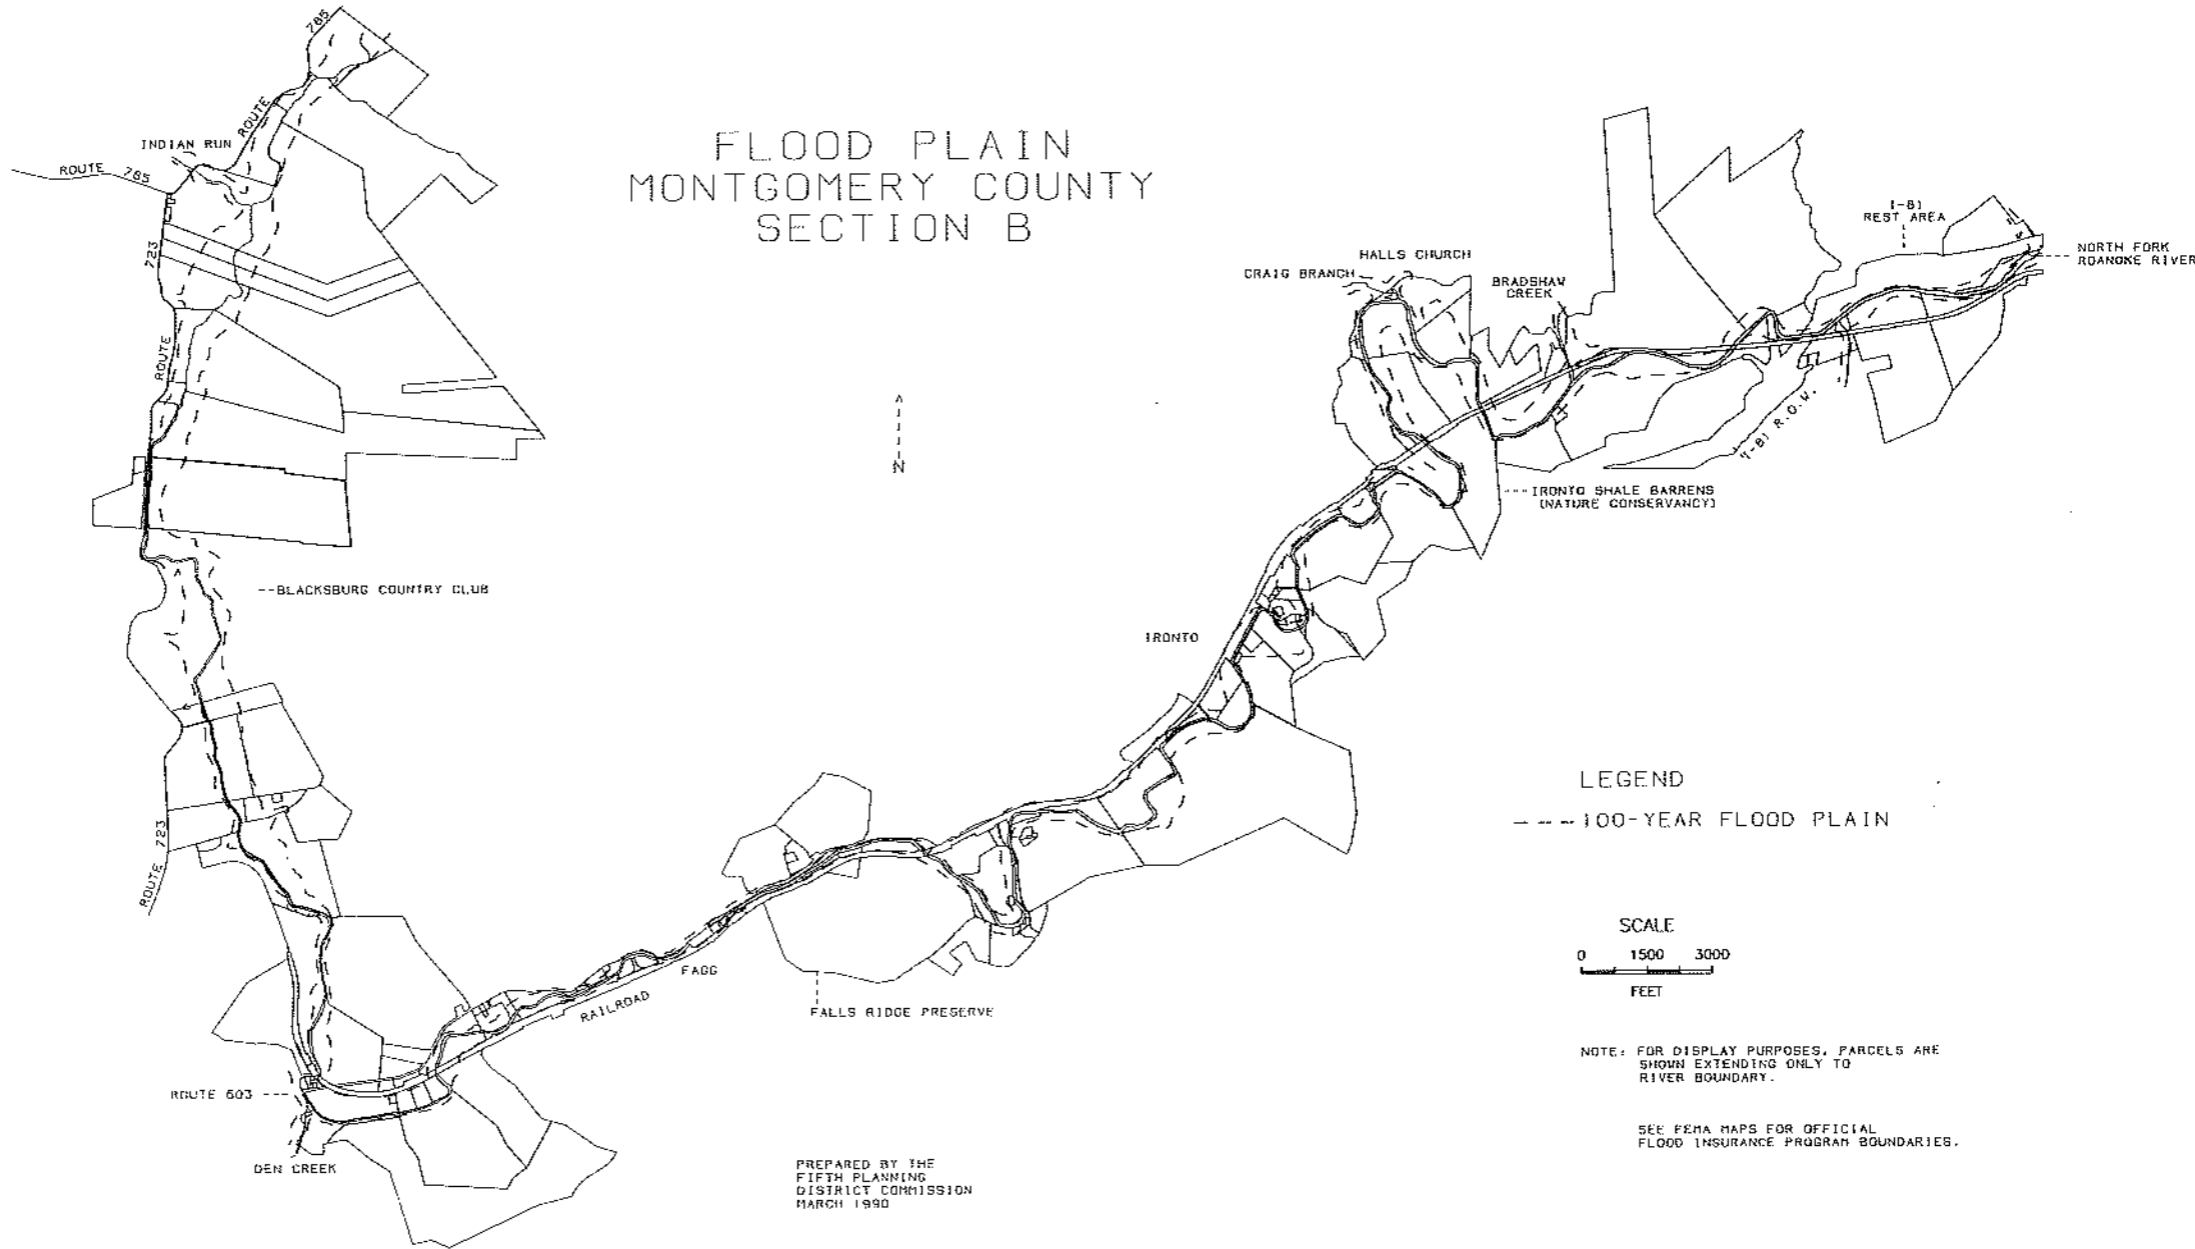 FLOOD PLAIN
MONTGOMERY COUNTY
SECTION B
785
ROUTE
INDIAN RUN
ROUTE 785
723
ROUTE
--BLACKSBURG COUNTRY CLUB
ROUTE 723
ROUTE 603 ---
DEN CREEK
RAILROAD
FAGG
FALLS RIDGE PRESERVE
N
IRONTO
HALLS CHURCH
CRAIG BRANCH
BRADSHAW
CREEK
I-81
REST AREA
NORTH FORK
ROANOKE RIVER
I-81 R.O.W.
---IRONTO SHALE BARRENS
(NATURE CONSERVANCY)
LEGEND
100-YEAR FLOOD PLAIN
SCALE
0 1500 3000
FEET
NOTE: FOR DISPLAY PURPOSES, PARCELS ARE
SHOWN EXTENDING ONLY TO
RIVER BOUNDARY.
SEE FEMA MAPS FOR OFFICIAL
FLOOD INSURANCE PROGRAM BOUNDARIES.
PREPARED BY THE
FIFTH PLANNING
DISTRICT COMMISSION
MARCH 1990